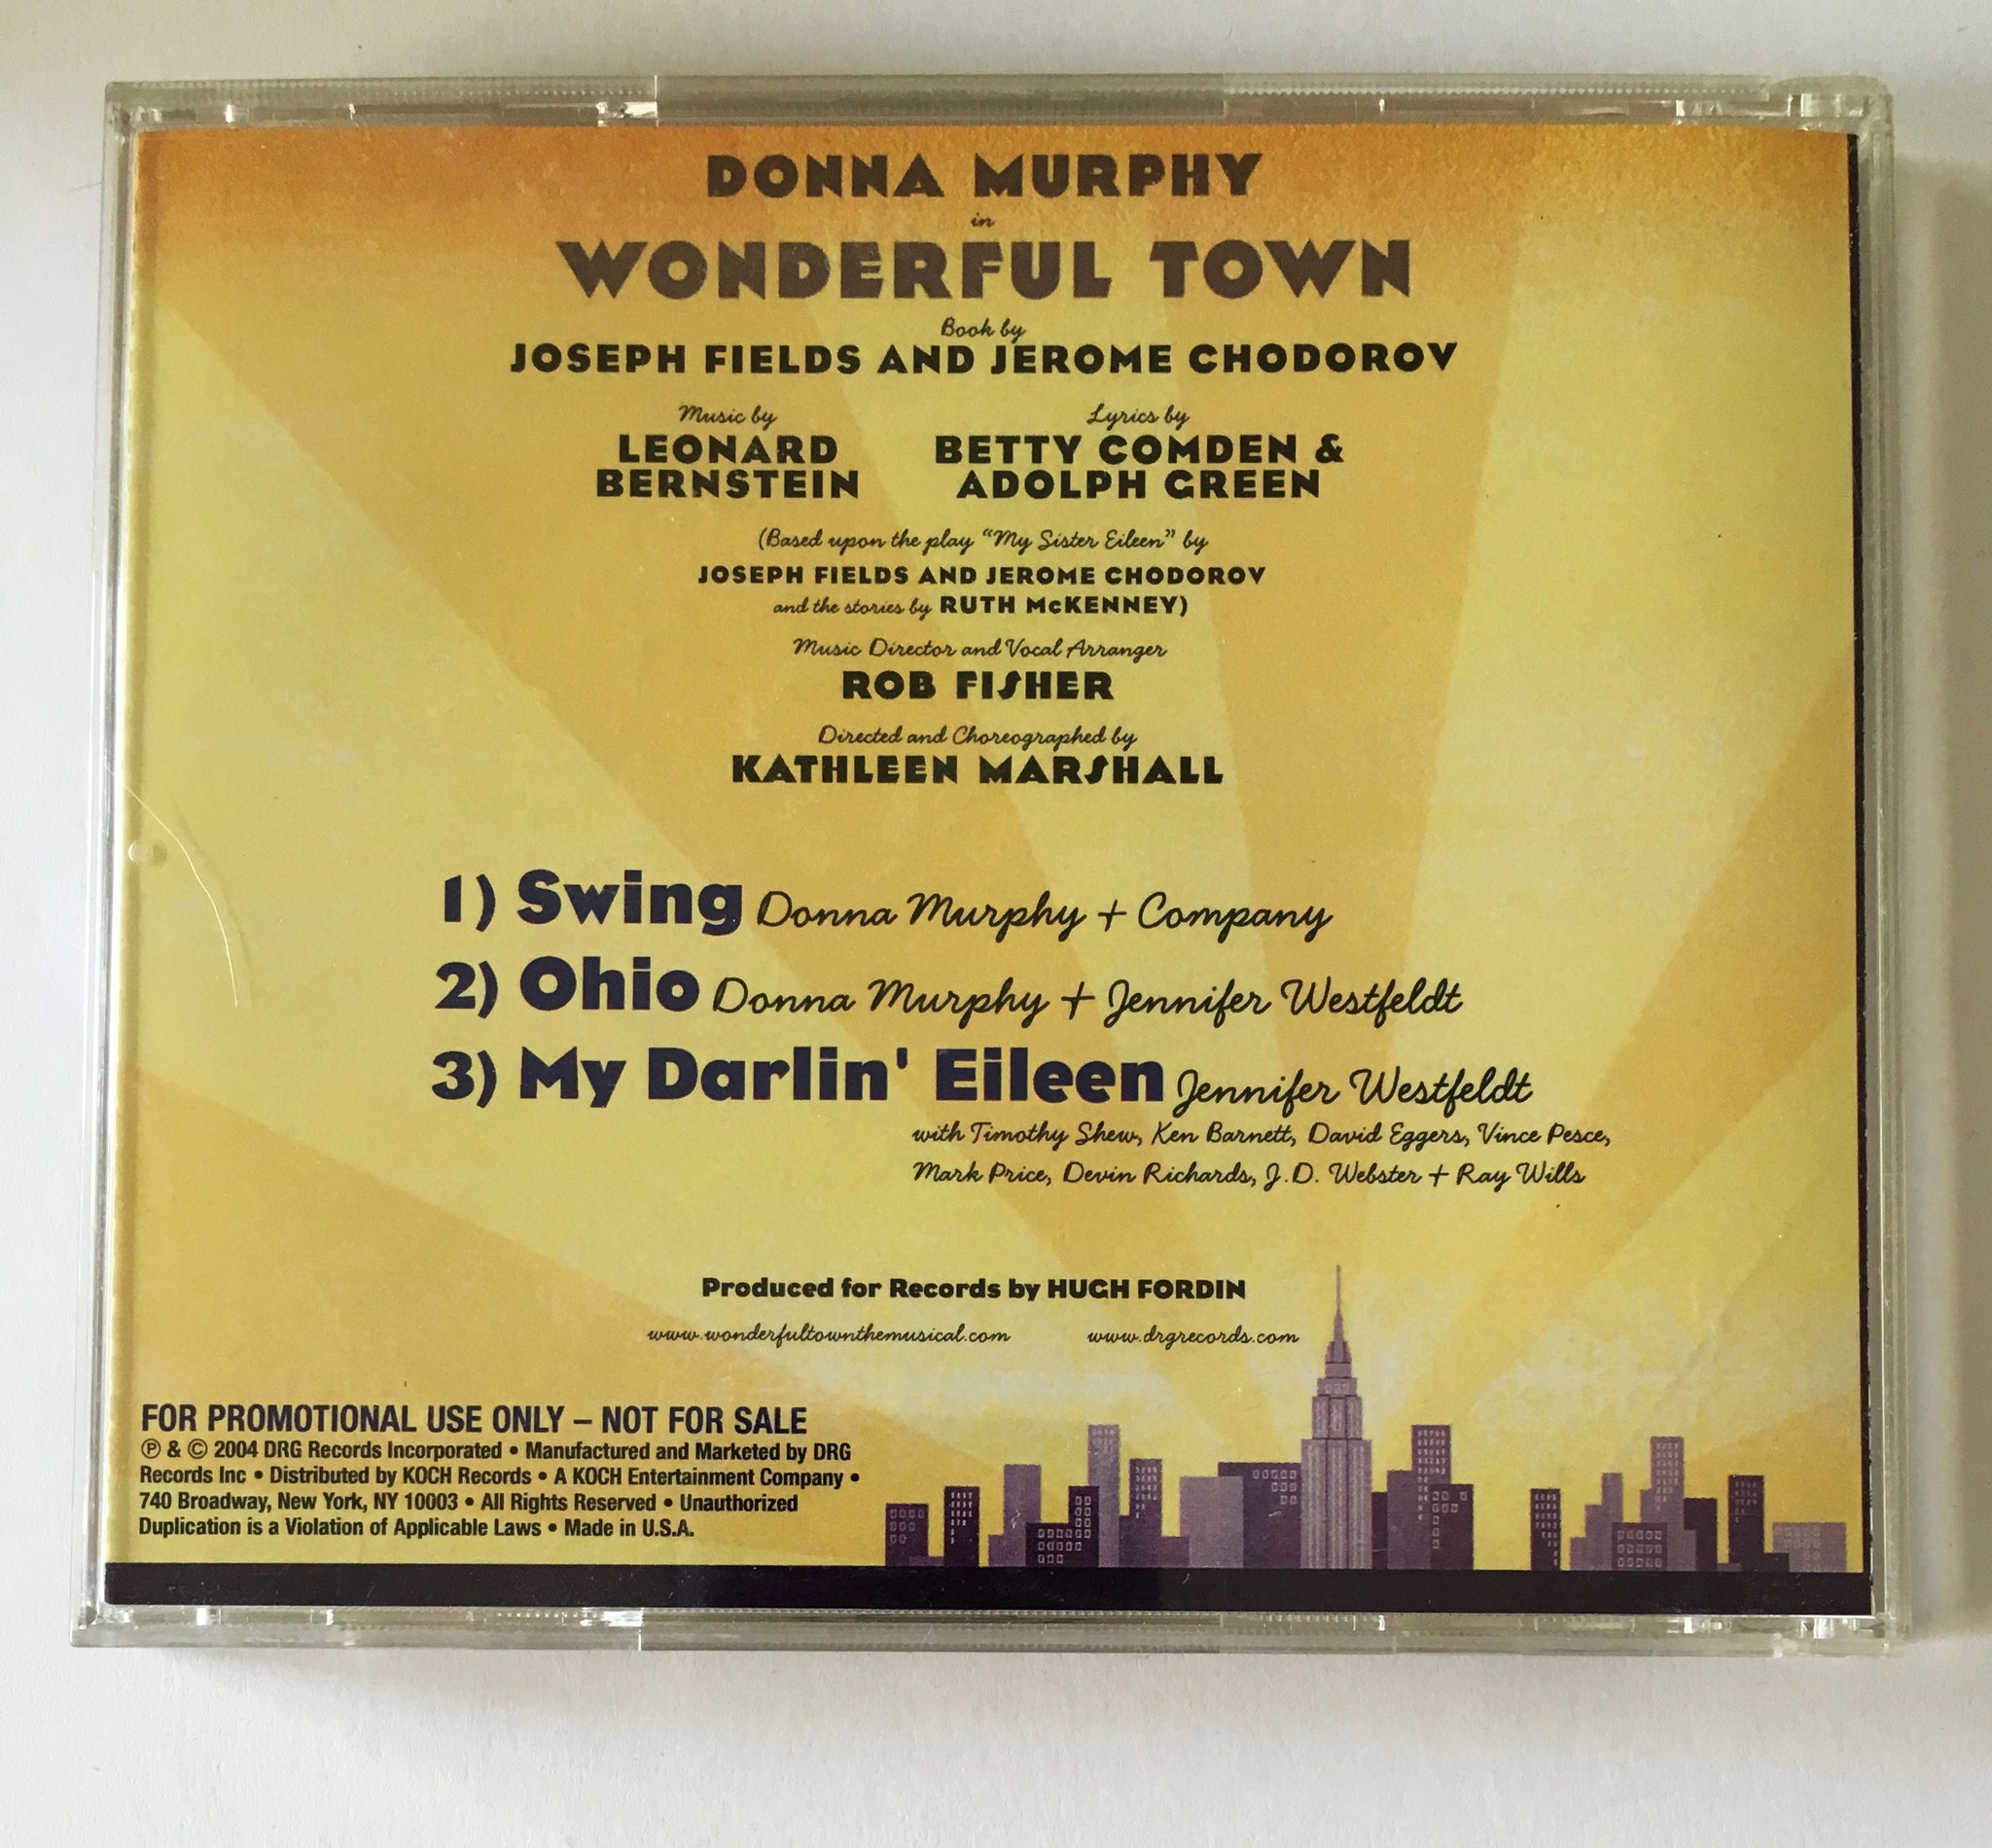 DONNA MURPHY
in
WONDERFUL TOWN
Book by
JOSEPH FIELDS AND JEROME CHODOROV
Music by
LEONARD
BERNSTEIN
Lyrics by
BETTY COMDEN &
ADOLPH GREEN
(Based upon the play “My Sister Eileen” by
JOSEPH FIELDS AND JEROME CHODOROV
and the stories by RUTH McKENNEY)
Music Director and Vocal Arranger
ROB FISHER
Directed and Choreographed by
KATHLEEN MARSHALL
1) Swing Donna Murphy + Company
2) Ohio Donna Murphy + Jennifer Westfeldt
3) My Darlin' Eileen Jennifer Westfeldt
with Timothy Shew, Ken Barnett, David Eggers, Vince Pesce,
Mark Price, Devin Richards, J.D. Webster + Ray Wills
Produced for Records by HUGH FORDIN
www.wonderfultownthemusical.com www.drgrecords.com
FOR PROMOTIONAL USE ONLY – NOT FOR SALE
℗ & © 2004 DRG Records Incorporated • Manufactured and Marketed by DRG
Records Inc • Distributed by KOCH Records • A KOCH Entertainment Company •
740 Broadway, New York, NY 10003 • All Rights Reserved • Unauthorized
Duplication is a Violation of Applicable Laws • Made in U.S.A.